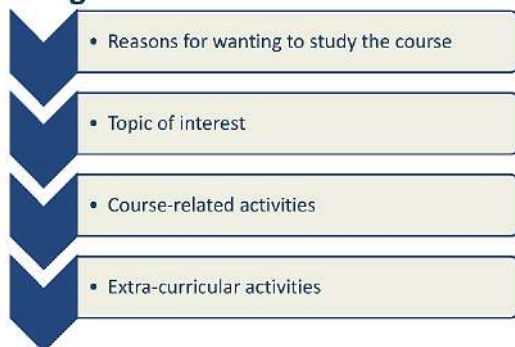 • Reasons for wanting to study the course
• Topic of interest
• Course-related activities
• Extra-curricular activities